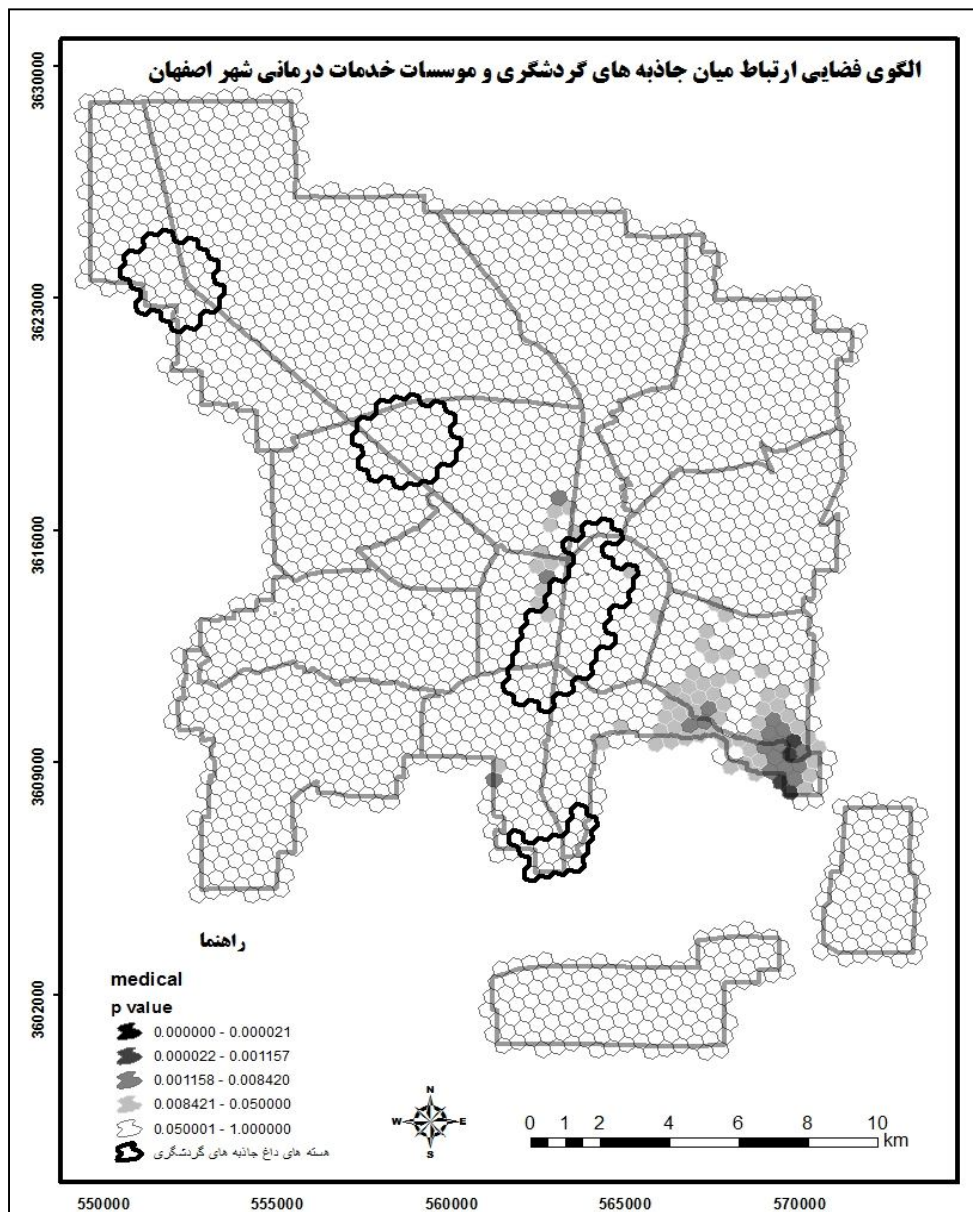 الگوی فضایی ارتباط میان جاذبه های گردشگری و موسسات خدمات درمانی شهر اصفهان
3630000
3623000
3616000
3609000
3602000
راهنما
medical
p value
0.000000 - 0.000021
0.000022 - 0.001157
0.001158 - 0.008420
0.008421 - 0.050000
0.050001 - 1.000000
هسته های داغ جاذبه های گردشگری
N
W E
S
0 1 2 4 6 8 10
km
550000 555000 560000 565000 570000